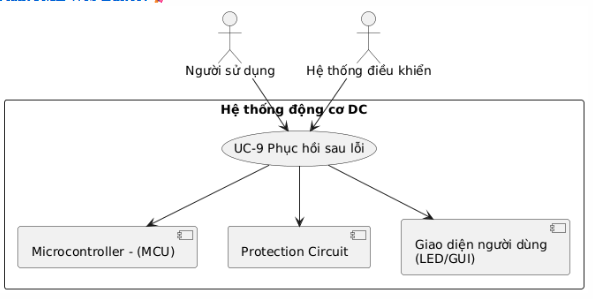 Người sử dụng
Hệ thống điều khiển
Hệ thống động cơ DC
UC-9 Phục hồi sau lỗi
Microcontroller - (MCU)
Protection Circuit
Giao diện người dùng
(LED/GUI)